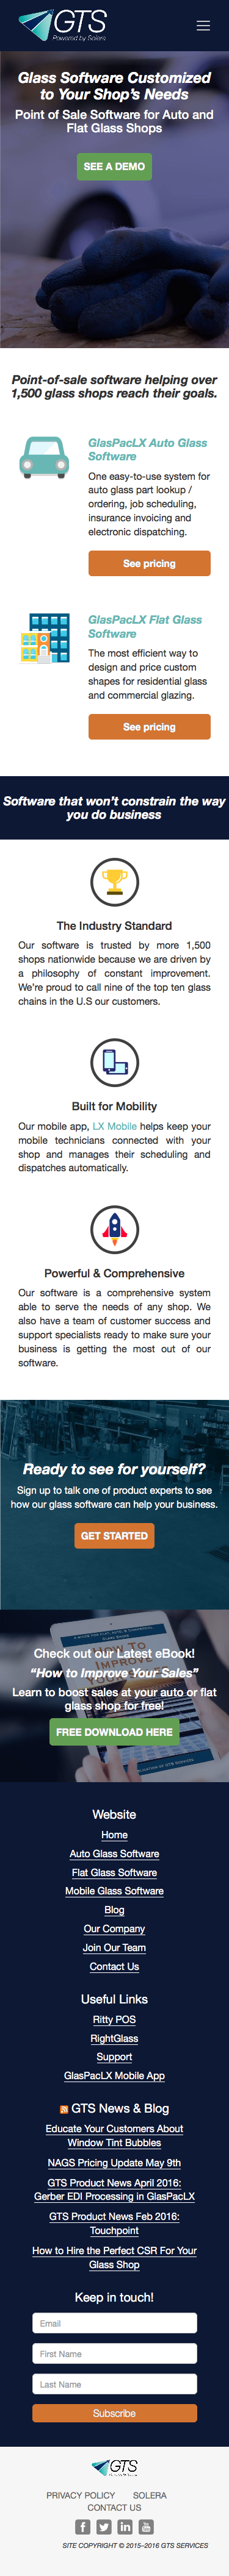 GTS
Powered by Solera
Glass Software Customized
to Your Shop's Needs
Point of Sale Software for Auto and
Flat Glass Shops
SEE A DEMO
Point-of-sale software helping over
1,500 glass shops reach their goals.
GlasPacLX Auto Glass
Software
One easy-to-use system for
auto glass part lookup /
ordering, job scheduling,
insurance invoicing and
electronic dispatching.
See pricing
GlasPacLX Flat Glass
Software
The most efficient way to
design and price custom
shapes for residential glass
and commercial glazing.
See pricing
Software that won't constrain the way
you do business
The Industry Standard
Our software is trusted by more 1,500
shops nationwide because we are driven by
a philosophy of constant improvement.
We're proud to call nine of the top ten glass
chains in the U.S our customers.
Built for Mobility
Our mobile app, LX Mobile helps keep your
mobile technicians connected with your
shop and manages their scheduling and
dispatches automatically.
Powerful & Comprehensive
Our software is a comprehensive system
able to serve the needs of any shop. We
also have a team of customer success and
support specialists ready to make sure your
business is getting the most out of our
software.
Ready to see for yourself?
Sign up to talk one of product experts to see
how our glass software can help your business.
GET STARTED
HOW TO
IMPROVE
Check out our Latest eBook!
“How to Improve Your Sales”
Learn to boost sales at your auto or flat
glass shop for free!
FREE DOWNLOAD HERE
Website
Home
Auto Glass Software
Flat Glass Software
Mobile Glass Software
Blog
Our Company
Join Our Team
Contact Us
Useful Links
Ritty POS
RightGlass
Support
GlasPacLX Mobile App
GTS News & Blog
Educate Your Customers About
Window Tint Bubbles
NAGS Pricing Update May 9th
GTS Product News April 2016:
Gerber EDI Processing in GlasPacLX
GTS Product News Feb 2016:
Touchpoint
How to Hire the Perfect CSR For Your
Glass Shop
Keep in touch!
Email
First Name
Last Name
Subscribe
GTS
PRIVACY POLICY SOLERA
CONTACT US
SITE COPYRIGHT © 2015–2016 GTS SERVICES